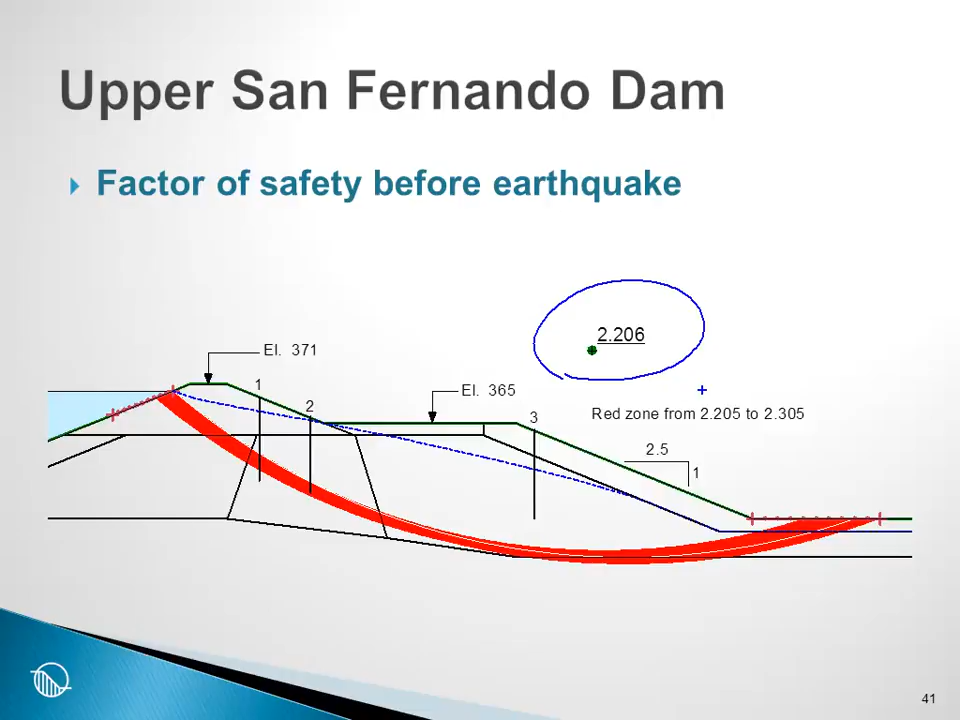 Upper San Fernando Dam
Factor of safety before earthquake
2.206
El. 371
1
El. 365
2
3
Red zone from 2.205 to 2.305
2.5
1
41